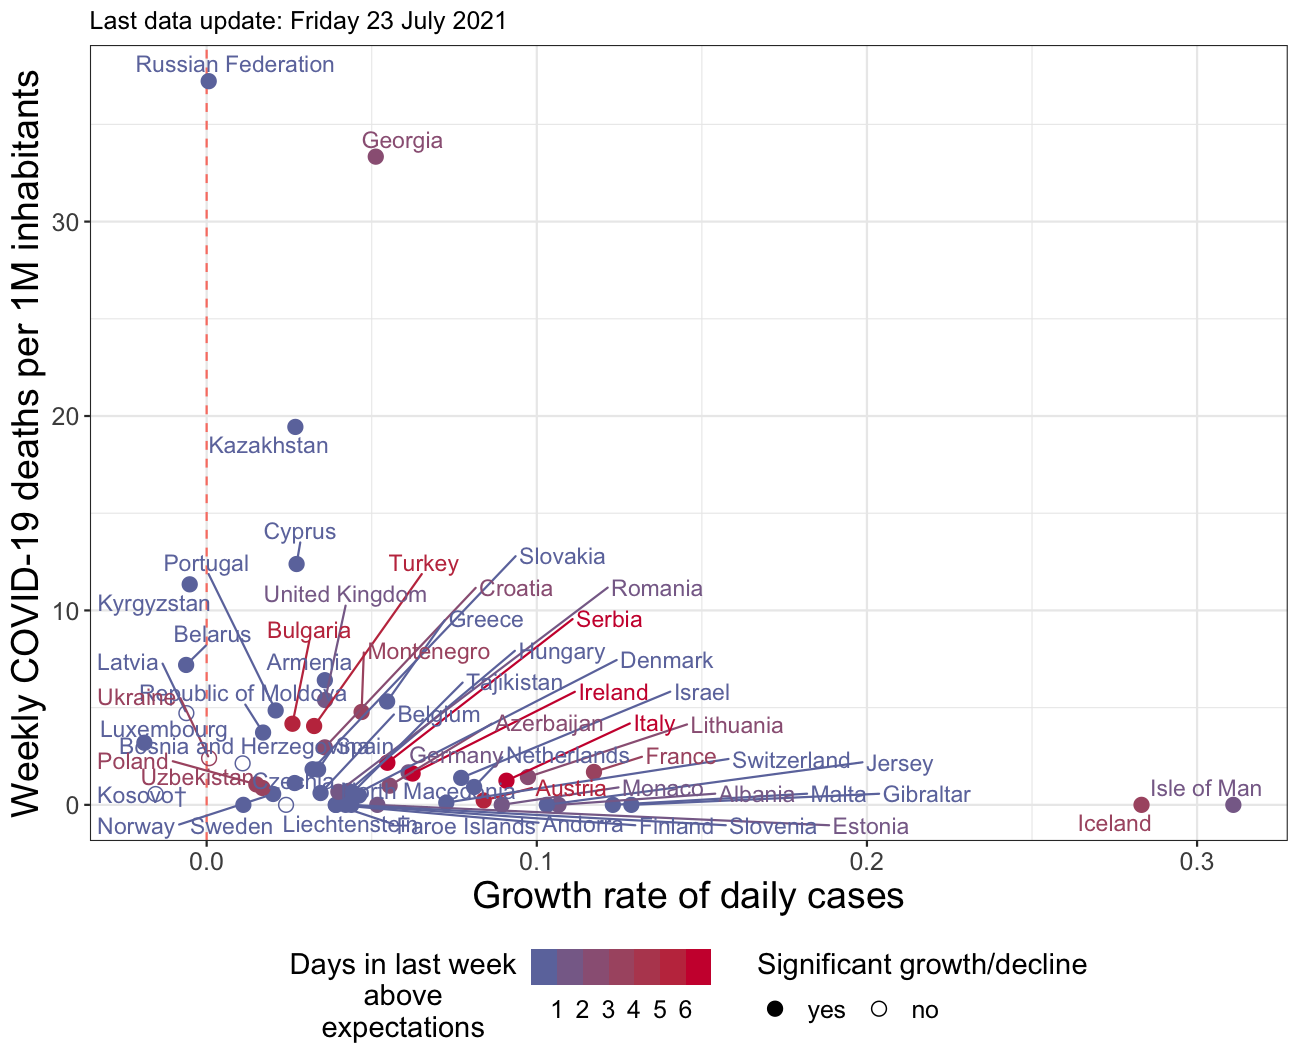 Last data update: Friday 23 July 2021
Weekly COVID-19 deaths per 1M inhabitants
Russian Federation
Georgia
30
20
Kazakhstan
Cyprus
Portugal
Turkey
Slovakia
United Kingdom
Croatia
Romania
Kyrgyzstan
10
Greece
Serbia
Belarus
Bulgaria
Latvia
Armenia
Montenegro
Hungary
Denmark
Ukraine
Republic of Moldova
Tajikistan
Ireland
Israel
Luxembourg
Belgium
Azerbaijan
Italy
Lithuania
Bosnia and Herzegovina
Spain
Poland
Germany
Netherlands
France
Switzerland
Jersey
Uzbekistan
Czechia
Kosovo†
North Macedonia
Austria
Monaco
Albania
Malta
Gibraltar
Isle of Man
0
Norway
Sweden
Liechtenstein
Faroe Islands
Andorra
Finland
Slovenia
Estonia
Iceland
0.0
0.1
0.2
0.3
Growth rate of daily cases
Days in last week
above
expectations
1 2 3 4 5 6
Significant growth/decline
yes
no